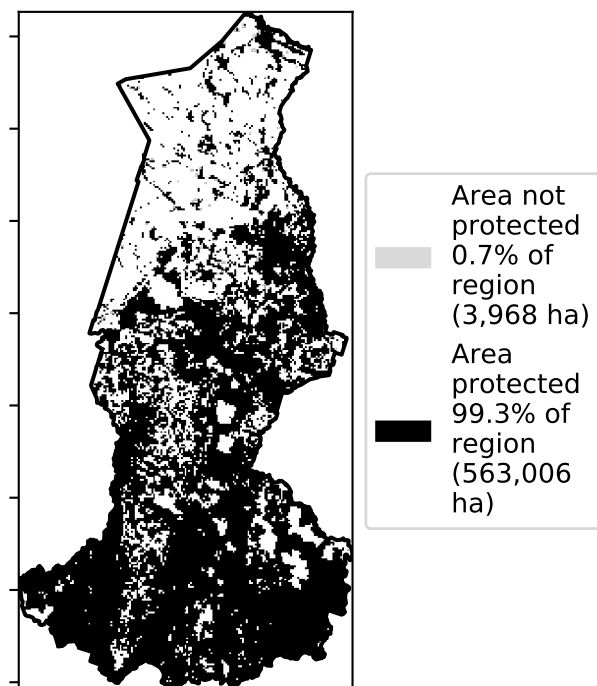 Area not
protected
0.7% of
region
(3,968 ha)
Area
protected
99.3% of
region
(563,006
ha)